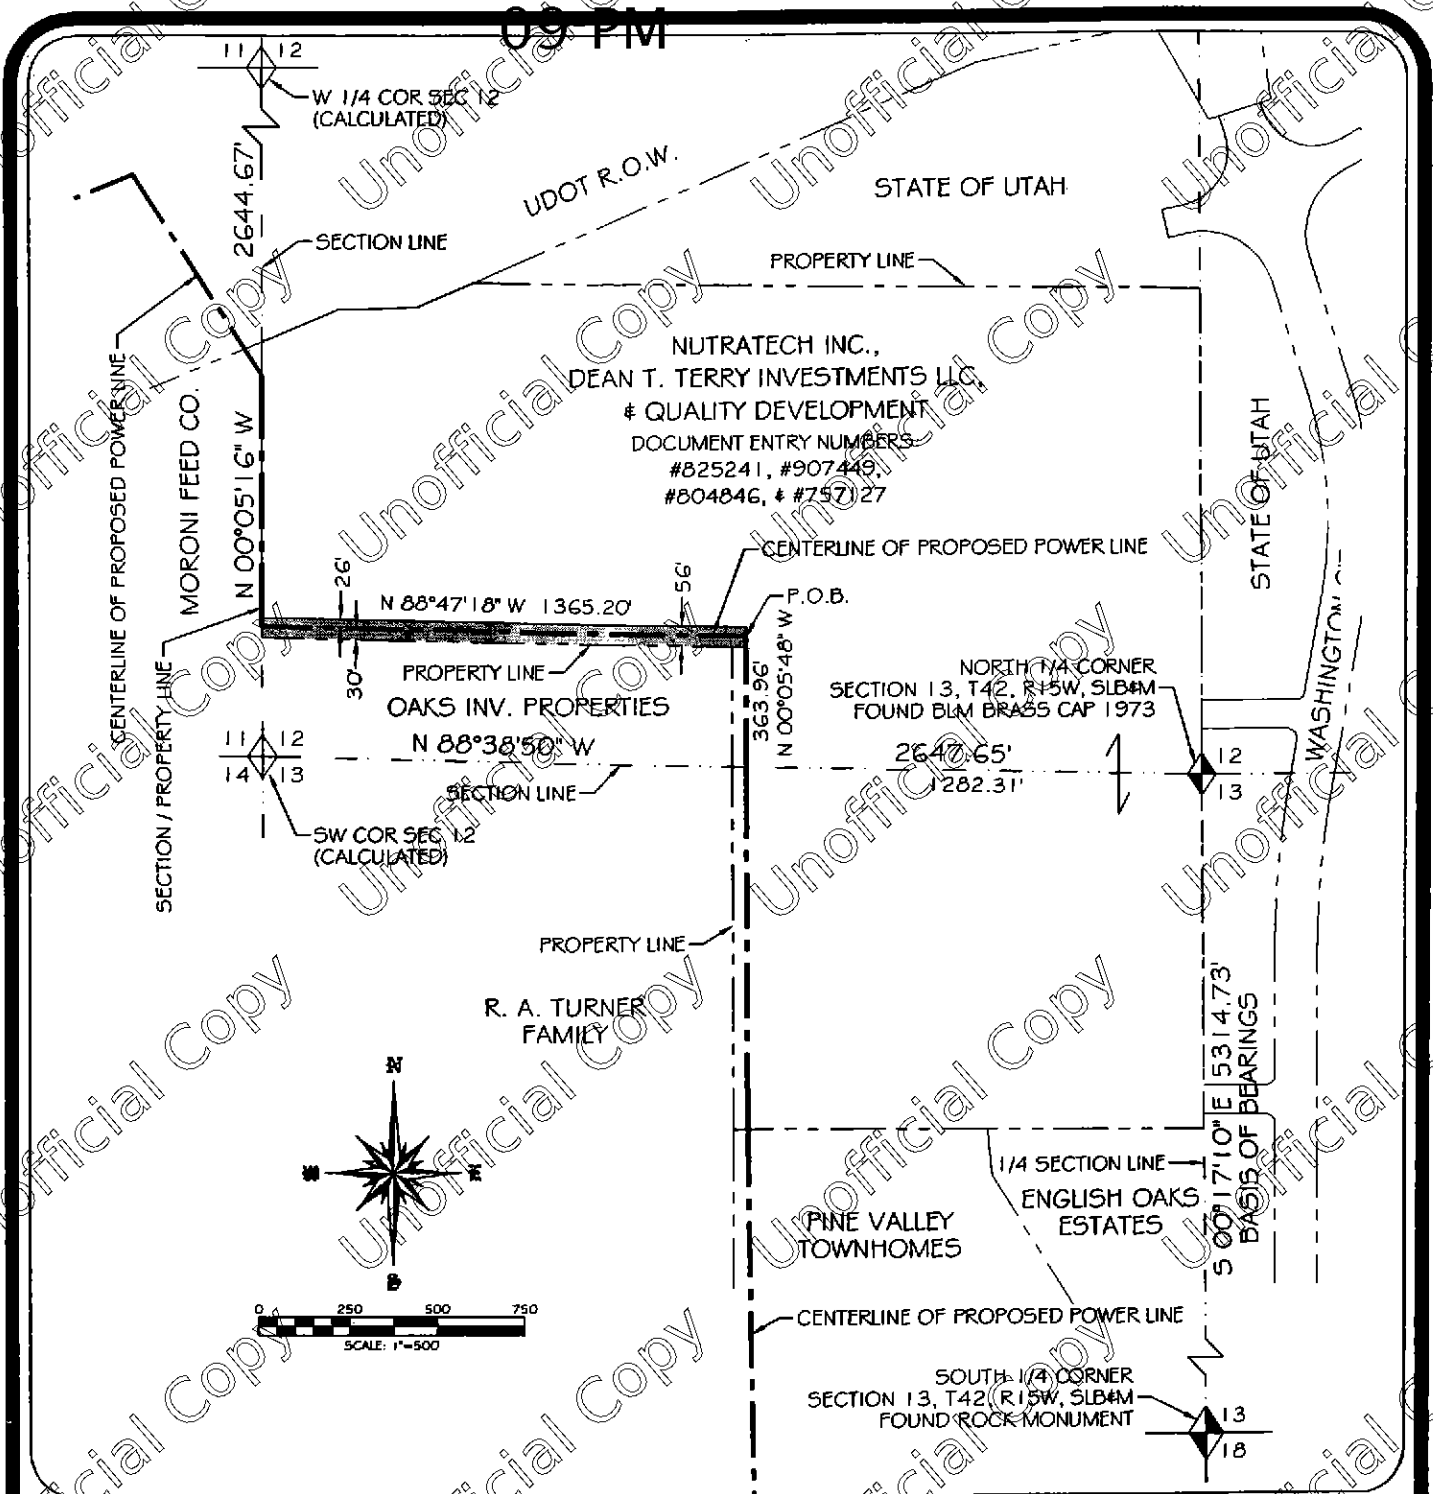 09 PM
11 12
W 1/4 COR SEC 12
(CALCULATED)
2644.67'
SECTION LINE
UDOT R.O.W.
STATE OF UTAH
PROPERTY LINE
CENTERLINE OF PROPOSED POWER LINE
MORONI FEED CO.
N 00°05'16" W
NUTRATECH INC.,
DEAN T. TERRY INVESTMENTS LLC,
& QUALITY DEVELOPMENT
DOCUMENT ENTRY NUMBERS:
#825241, #907449,
#804846, & #757127
STATE OF UTAH
CENTERLINE OF PROPOSED POWER LINE
26'
N 88°47'18" W 1365.20'
56'
P.O.B.
30'
PROPERTY LINE
OAKS INV. PROPERTIES
363.96'
N 00°05'48" W
NORTH 1/4 CORNER
SECTION 13, T42, R15W, SLB&M
FOUND BLM BRASS CAP 1973
WASHINGTON
SECTION / PROPERTY LINE
11 12
14 13
N 88°38'50" W
2647.65'
1282.31'
12
13
SECTION LINE
SW COR SEC 12
(CALCULATED)
PROPERTY LINE
R. A. TURNER
FAMILY
S 00°17'10" E 5314.73'
BASIS OF BEARINGS
N
W
E
S
1/4 SECTION LINE
ENGLISH OAKS
ESTATES
PINE VALLEY
TOWNHOMES
0 250 500 750
SCALE: 1"=500'
CENTERLINE OF PROPOSED POWER LINE
SOUTH 1/4 CORNER
SECTION 13, T42, R15W, SLB&M
FOUND ROCK MONUMENT
13
18
Unofficial Copy